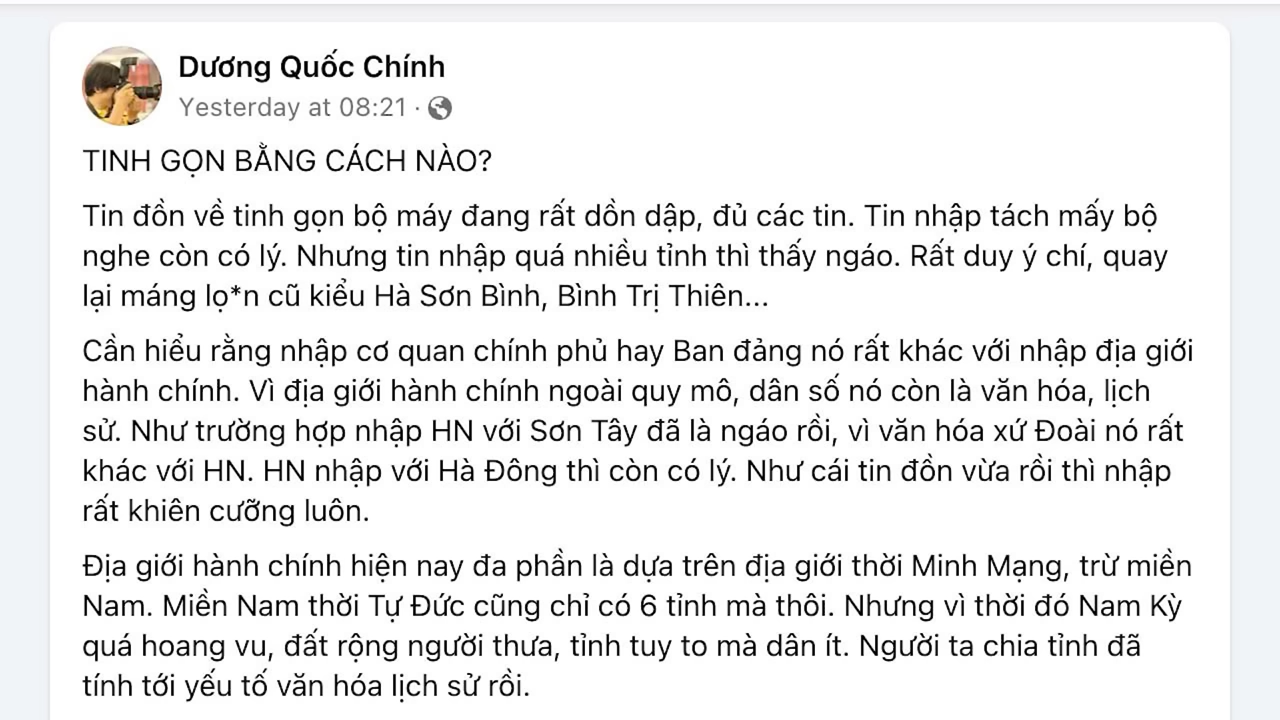 Dương Quốc Chính
Yesterday at 08:21 ·
TINH GỌN BẰNG CÁCH NÀO?
Tin đồn về tinh gọn bộ máy đang rất dồn dập, đủ các tin. Tin nhập tách mấy bộ
nghe còn có lý. Nhưng tin nhập quá nhiều tỉnh thì thấy ngáo. Rất duy ý chí, quay
lại máng lọ*n cũ kiểu Hà Sơn Bình, Bình Trị Thiên...
Cần hiểu rằng nhập cơ quan chính phủ hay Ban đảng nó rất khác với nhập địa giới
hành chính. Vì địa giới hành chính ngoài quy mô, dân số nó còn là văn hóa, lịch
sử. Như trường hợp nhập HN với Sơn Tây đã là ngáo rồi, vì văn hóa xứ Đoài nó rất
khác với HN. HN nhập với Hà Đông thì còn có lý. Như cái tin đồn vừa rồi thì nhập
rất khiên cưỡng luôn.
Địa giới hành chính hiện nay đa phần là dựa trên địa giới thời Minh Mạng, trừ miền
Nam. Miền Nam thời Tự Đức cũng chỉ có 6 tỉnh mà thôi. Nhưng vì thời đó Nam Kỳ
quá hoang vu, đất rộng người thưa, tỉnh tuy to mà dân ít. Người ta chia tỉnh đã
tính tới yếu tố văn hóa lịch sử rồi.